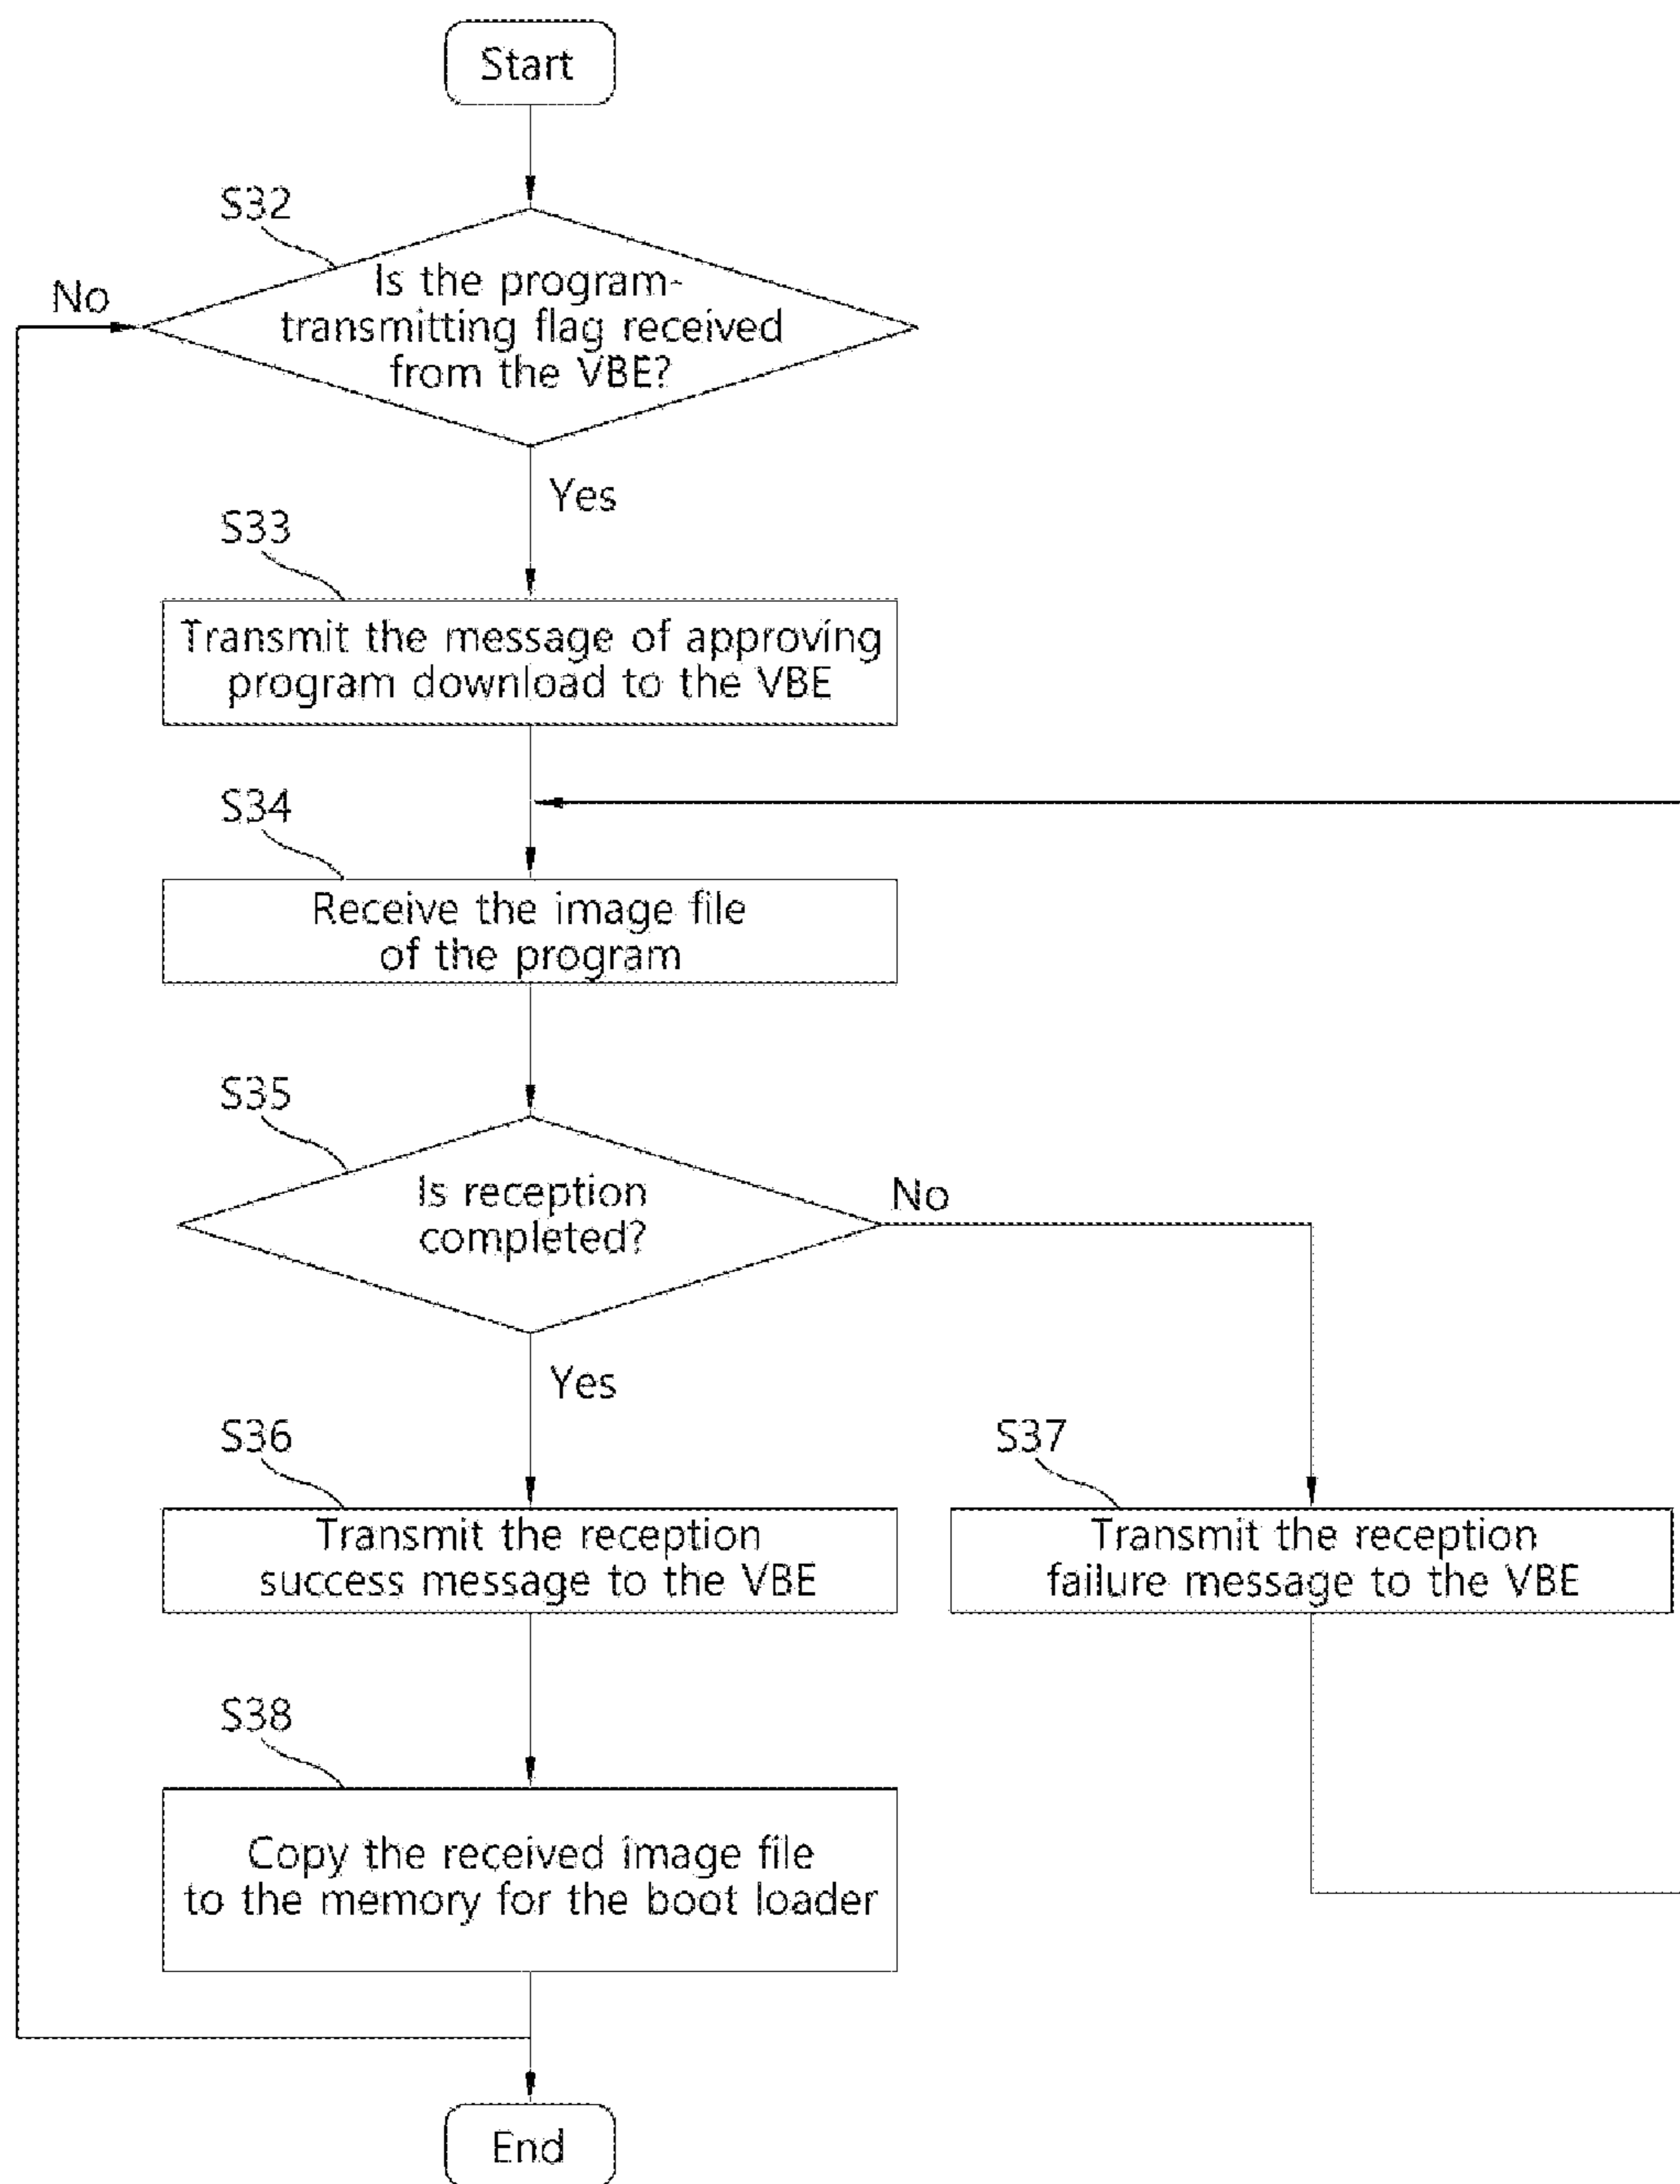 Start
S32
No
Is the program-
transmitting flag received
from the VBE?
Yes
S33
Transmit the message of approving
program download to the VBE
S34
Receive the image file
of the program
S35
Is reception
completed?
No
Yes
S36
Transmit the reception
success message to the VBE
S37
Transmit the reception
failure message to the VBE
S38
Copy the received image file
to the memory for the boot loader
End